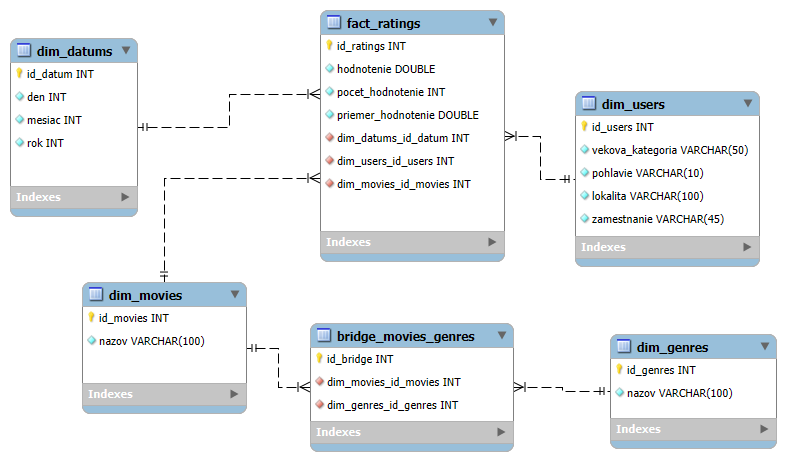 dim_datums
id_datum INT
den INT
mesiac INT
rok INT
Indexes
fact_ratings
id_ratings INT
hodnotenie DOUBLE
pocet_hodnotenie INT
priemer_hodnotenie DOUBLE
dim_datums_id_datum INT
dim_users_id_users INT
dim_movies_id_movies INT
Indexes
dim_users
id_users INT
vekova_kategoria VARCHAR(50)
pohlavie VARCHAR(10)
lokalita VARCHAR(100)
zamestnanie VARCHAR(45)
Indexes
dim_movies
id_movies INT
nazov VARCHAR(100)
Indexes
bridge_movies_genres
id_bridge INT
dim_movies_id_movies INT
dim_genres_id_genres INT
Indexes
dim_genres
id_genres INT
nazov VARCHAR(100)
Indexes